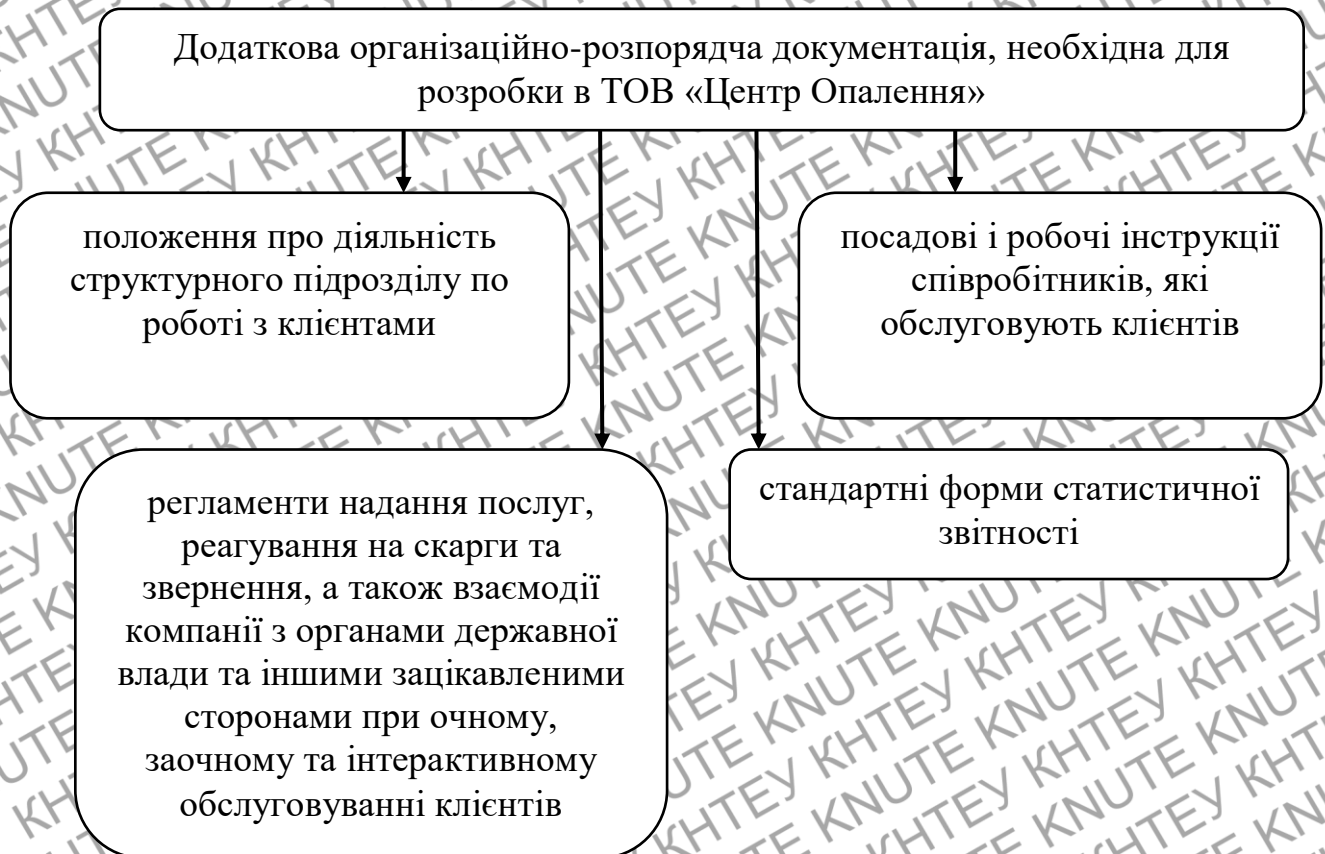 Додаткова організаційно-розпорядча документація, необхідна для
розробки в ТОВ «Центр Опалення»
положення про діяльність
структурного підрозділу по
роботі з клієнтами
посадові і робочі інструкції
співробітників, які
обслуговують клієнтів
регламенти надання послуг,
реагування на скарги та
звернення, а також взаємодії
компанії з органами державної
влади та іншими зацікавленими
сторонами при очному,
заочному та інтерактивному
обслуговуванні клієнтів
стандартні форми статистичної
звітності